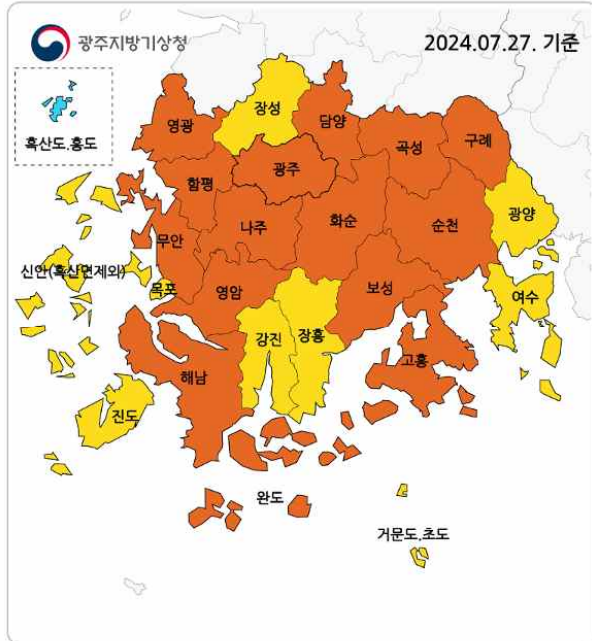 광주지방기상청
2024.07.27. 기준
흑산도.홍도
영광
장성
담양
곡성
구례
함평
광주
나주
화순
순천
광양
무안
신안(흑산면제외)
목포
영암
보성
여수
강진
장흥
해남
고흥
진도
완도
거문도.초도